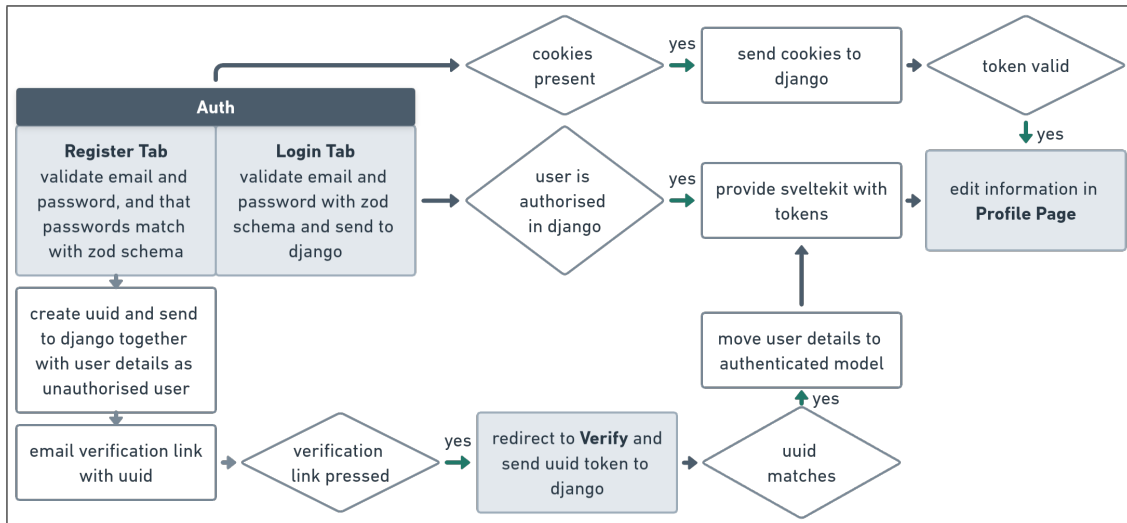 cookies
present
yes
send cookies to
django
token valid
yes
Auth
Register Tab
validate email and
password, and that
passwords match
with zod schema
Login Tab
validate email and
password with zod
schema and send to
django
user is
authorised
in django
yes
provide sveltekit with
tokens
edit information in
Profile Page
create uuid and send
to django together
with user details as
unauthorised user
move user details to
authenticated model
yes
email verification link
with uuid
verification
link pressed
yes
redirect to Verify and
send uuid token to
django
uuid
matches